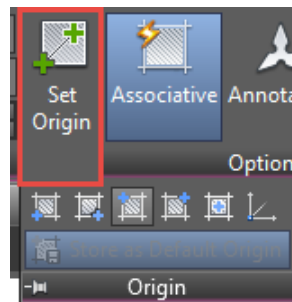 Set Origin
Associative
Annota
Option
Store as Default Origin
Origin